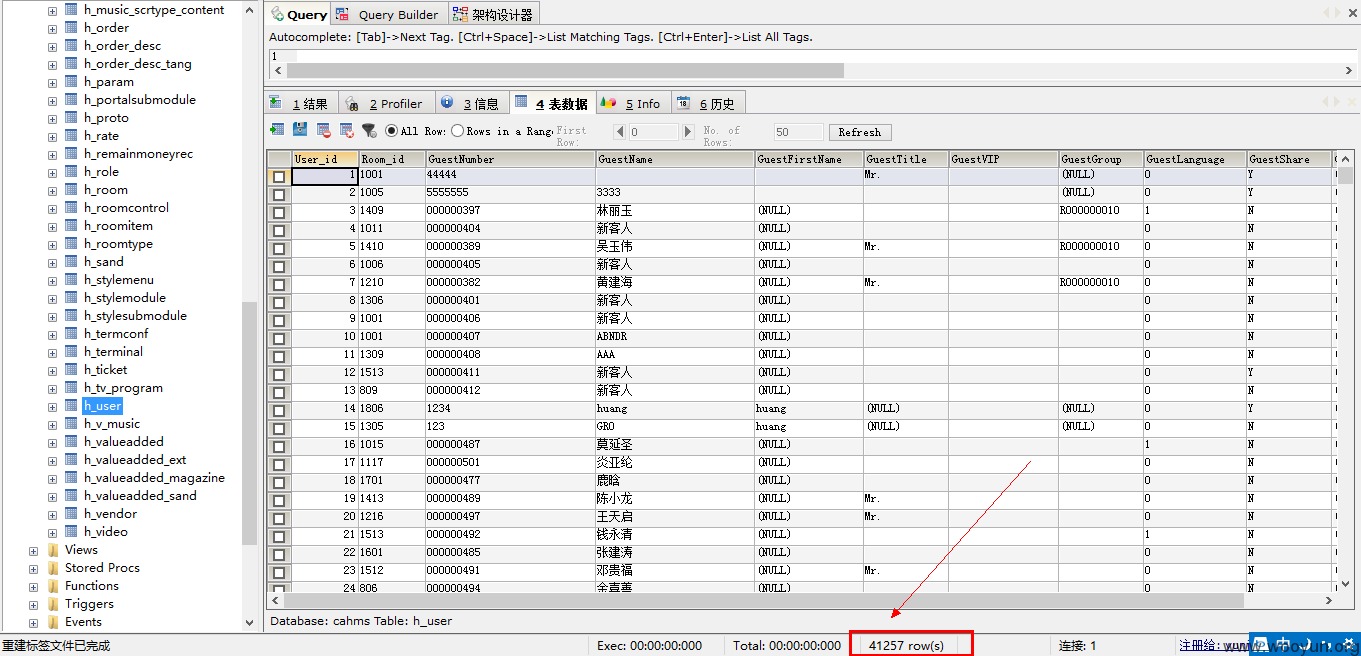 h_music_scrtype_content
h_order
h_order_desc
h_order_desc_tang
h_param
h_portalsubmodule
h_proto
h_rate
h_remainmoneyrec
h_role
h_room
h_roomcontrol
h_roomitem
h_roomtype
h_sand
h_stylemenu
h_stylemodule
h_stylesubmodule
h_termconf
h_terminal
h_ticket
h_tv_program
h_user
h_v_music
h_valueadded
h_valueadded_ext
h_valueadded_magazine
h_valueadded_sand
h_vendor
h_video
Views
Stored Procs
Functions
Triggers
Events
Query Query Builder 架构设计器
Autocomplete: [Tab]->Next Tag. [Ctrl+Space]->List Matching Tags. [Ctrl+Enter]->List All Tags.
1
1 结果 2 Profiler 3 信息 4 表数据 5 Info 6 历史
All Row: Rows in a Rang First Row: 0 No. of Rows: 50 Refresh
User_id Room_id GuestNumber GuestName GuestFirstName GuestTitle GuestVIP GuestGroup GuestLanguage GuestShare
1 1001 44444 Mr. (NULL) 0 Y
2 1005 5555555 3333 (NULL) 0 Y
3 1409 000000397 林丽玉 (NULL) R000000010 1 N
4 1011 000000404 新客人 (NULL) 0 N
5 1410 000000389 吴玉伟 (NULL) Mr. R000000010 0 N
6 1006 000000405 新客人 (NULL) 0 N
7 1210 000000382 黄建海 (NULL) Mr. R000000010 0 N
8 1306 000000401 新客人 (NULL) 0 N
9 1001 000000406 新客人 (NULL) 0 N
10 1001 000000407 ABNDR (NULL) 0 N
11 1309 000000408 AAA (NULL) 0 N
12 1513 000000411 新客人 (NULL) 0 Y
13 809 000000412 新客人 (NULL) 0 N
14 1806 1234 huang huang (NULL) (NULL) 0 Y
15 1305 123 GRO huang (NULL) (NULL) 0 N
16 1015 000000487 莫延圣 (NULL) 1 N
17 1117 000000501 炎亚纶 (NULL) 0 N
18 1701 000000477 鹿晗 (NULL) 0 N
19 1413 000000489 陈小龙 (NULL) Mr. 0 N
20 1216 000000497 王天启 (NULL) Mr. 0 N
21 1513 000000492 钱永清 (NULL) 1 N
22 1601 000000485 张建涛 (NULL) 0 N
23 1512 000000491 邓贵福 (NULL) Mr. 0 N
24 806 000000494 余喜善 (NULL) 0 N
Database: cahms Table: h_user
重建标签文件已完成 Exec: 00:00:00:000 Total: 00:00:00:000 41257 row(s) 连接: 1 注册给:
www.wooyun.org
中